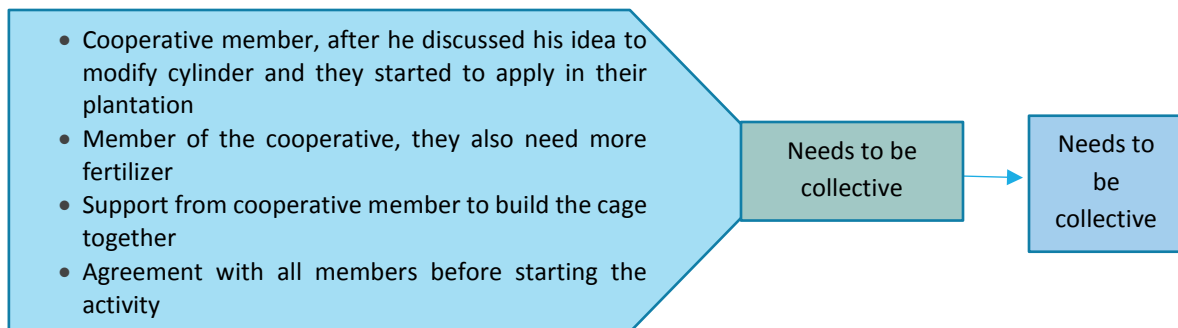 • Cooperative member, after he discussed his idea to
modify cylinder and they started to apply in their
plantation
• Member of the cooperative, they also need more
fertilizer
• Support from cooperative member to build the cage
together
• Agreement with all members before starting the
activity
Needs to be
collective
Needs to
be
collective